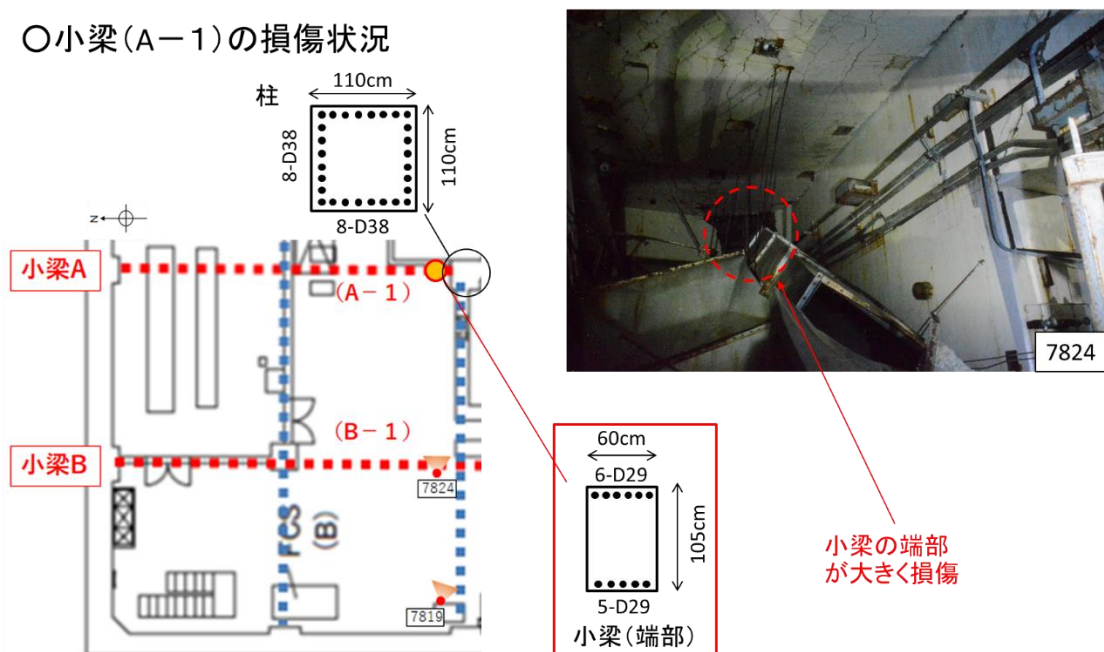 〇小梁(A-1)の損傷状況
柱
110cm
8-D38
110cm
8-D38
N
小梁A
(A-1)
(B-1)
小梁B
7824
FCS
(B)
7819
7824
60cm
6-D29
105cm
5-D29
小梁(端部)
小梁の端部
が大きく損傷